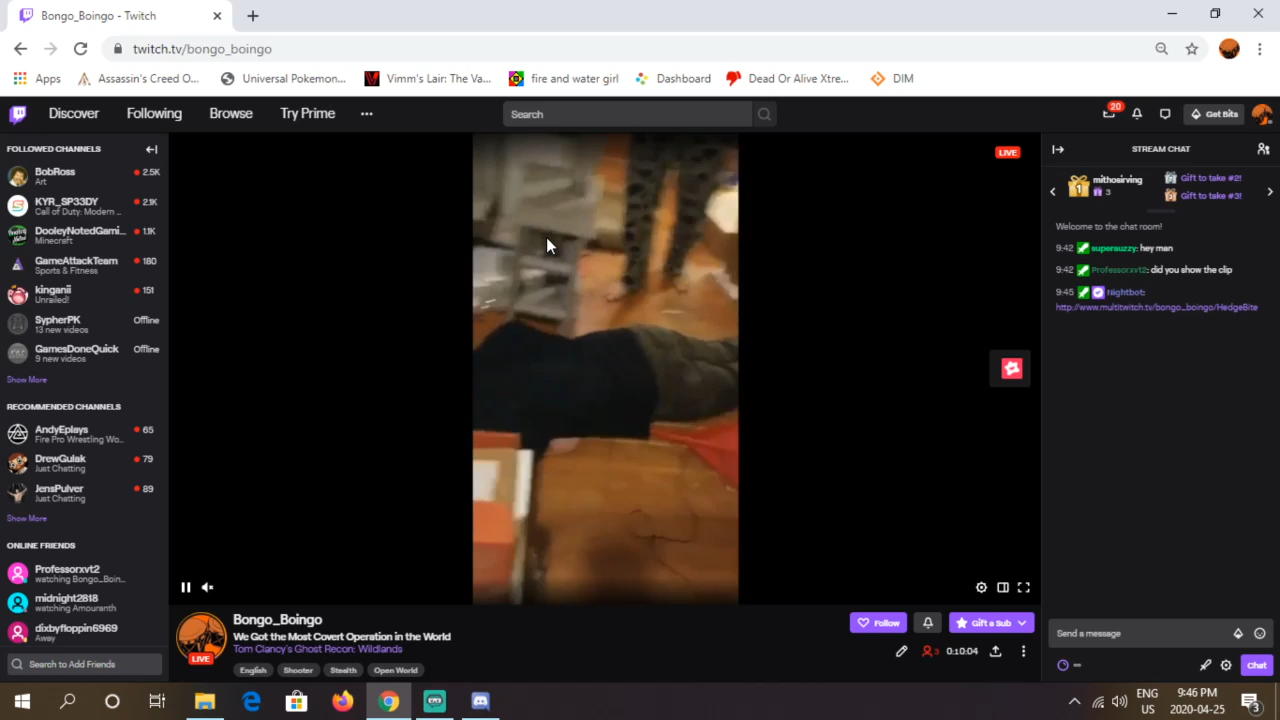 Bongo_Boingo - Twitch
twitch.tv/bongo_boingo
Apps
Assassin's Creed O...
Universal Pokemon...
Vimm's Lair: The Va...
fire and water girl
Dashboard
Dead Or Alive Xtre...
DIM
Discover
Following
Browse
Try Prime
Search
20
Get Bits
FOLLOWED CHANNELS
BobRoss
2.5K
Art
KYR_SP33DY
2.1K
Call of Duty: Modern ...
DooleyNotedGami...
1.1K
Minecraft
GameAttackTeam
180
Sports & Fitness
kinganii
151
Unrailed!
SypherPK
Offline
13 new videos
GamesDoneQuick
Offline
9 new videos
Show More
RECOMMENDED CHANNELS
AndyEplays
65
Fire Pro Wrestling Wo...
DrewGulak
79
Just Chatting
JensPulver
89
Just Chatting
Show More
ONLINE FRIENDS
Professorxvt2
watching Bongo_Boin...
midnight2818
watching Amouranth
dixbyfloppin6969
Away
Search to Add Friends
LIVE
Bongo_Boingo
We Got the Most Covert Operation in the World
Tom Clancy's Ghost Recon: Wildlands
LIVE
English
Shooter
Stealth
Open World
Follow
Gift a Sub
3
0:10:04
STREAM CHAT
1
mithosirving
3
Gift to take #2!
Gift to take #3!
Welcome to the chat room!
9:42 superauzzy: hey man
9:42 Professorxvt2: did you show the clip
9:45 Nightbot:
http://www.multitwitch.tv/bongo_boingo/HedgeBite
Send a message
Chat
ENG
US
9:46 PM
2020-04-25
3